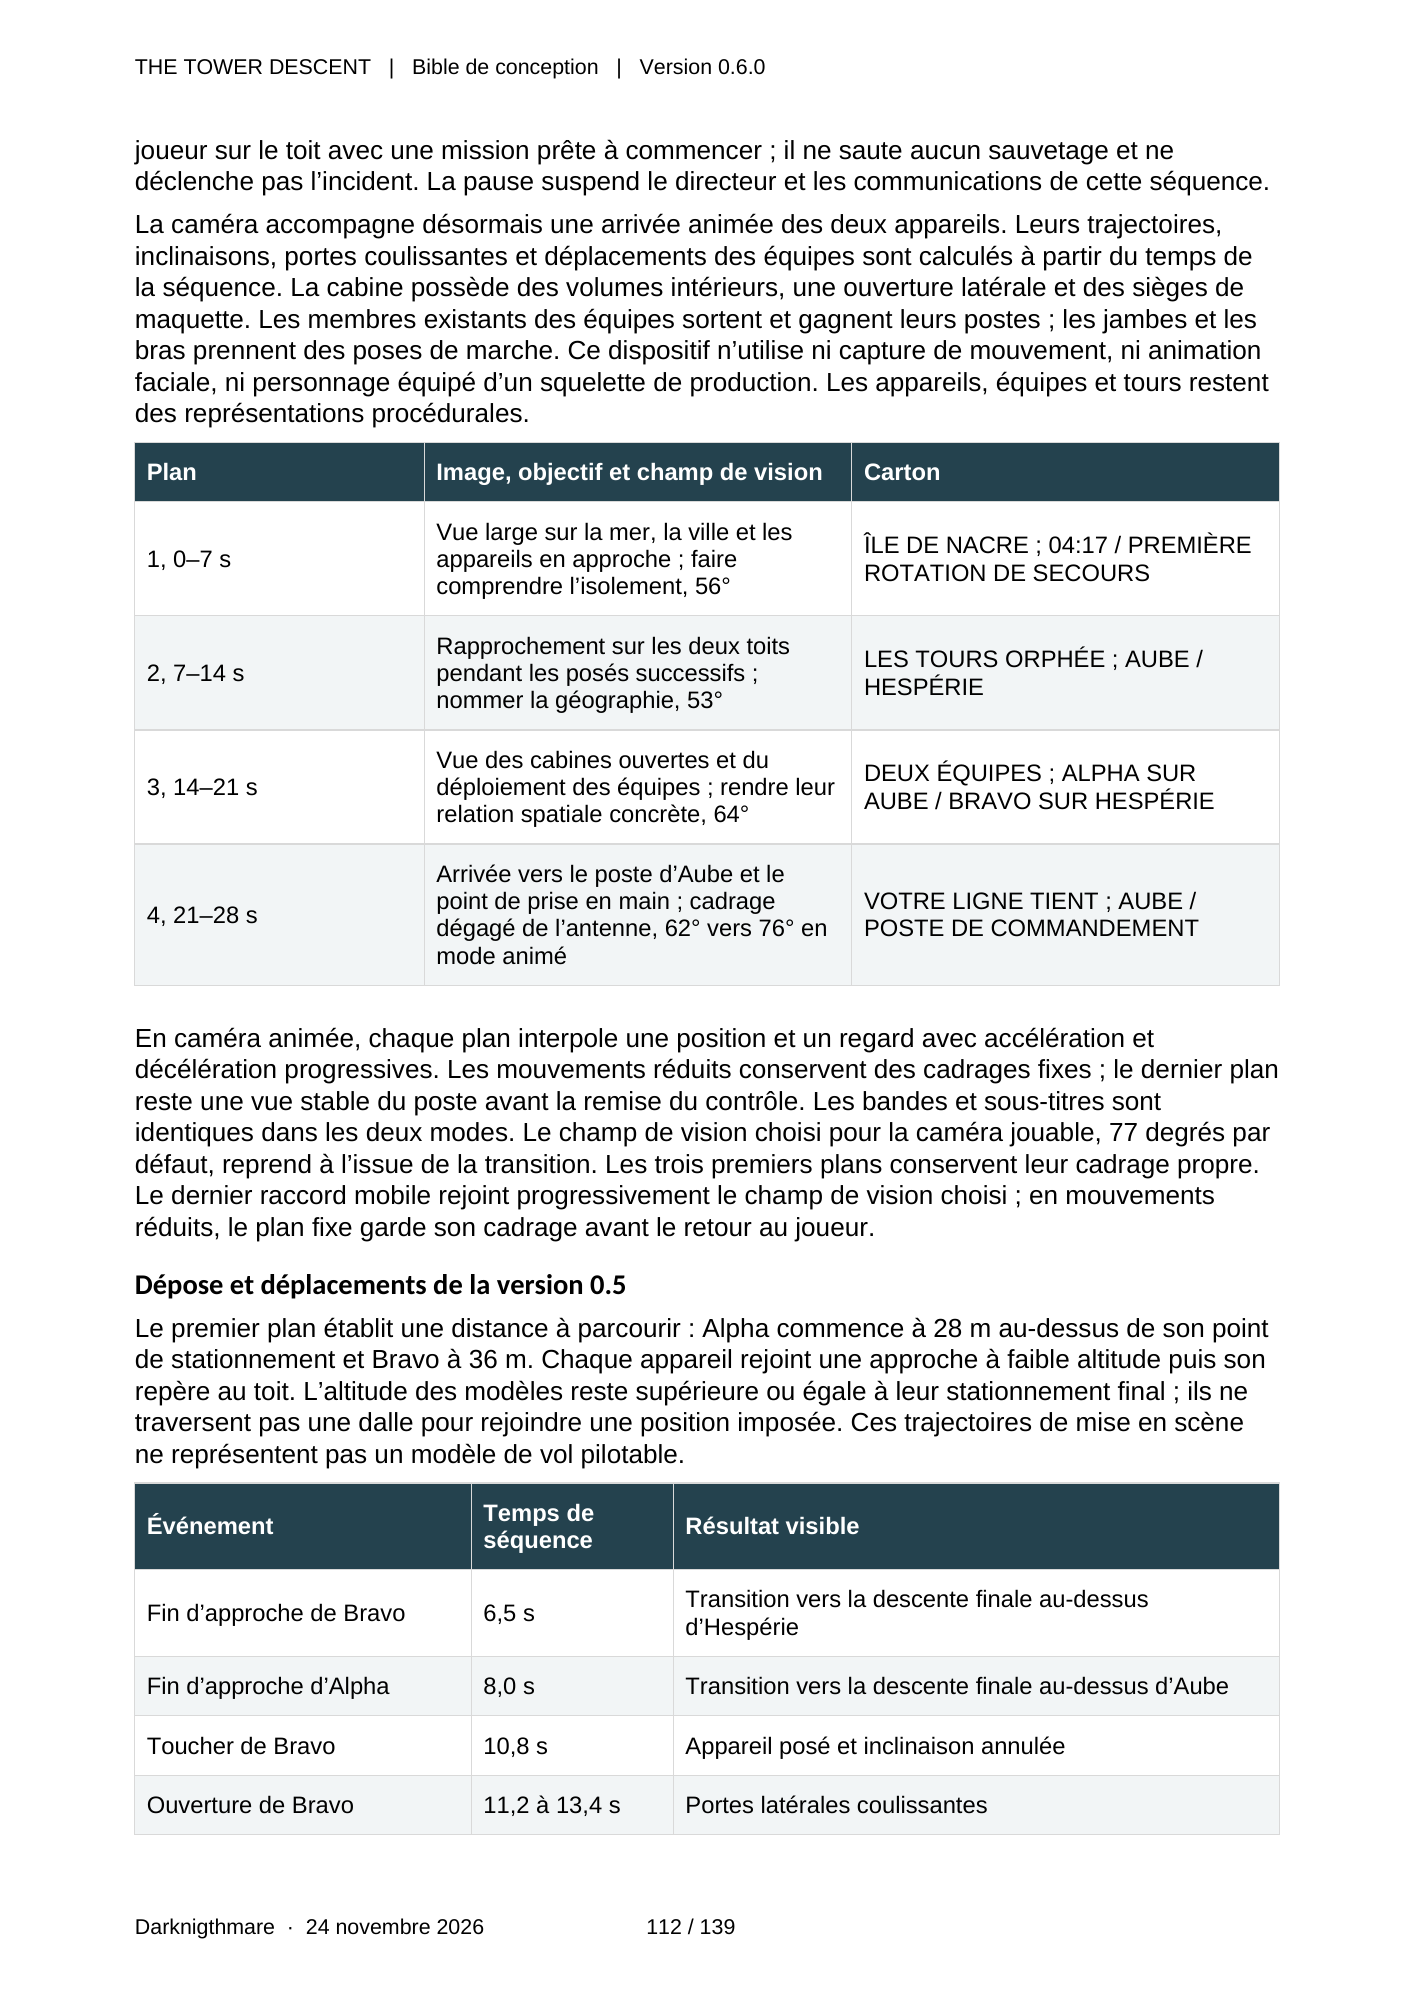 THE TOWER DESCENT | Bible de conception | Version 0.6.0
joueur sur le toit avec une mission prête à commencer ; il ne saute aucun sauvetage et ne
déclenche pas l’incident. La pause suspend le directeur et les communications de cette séquence.
La caméra accompagne désormais une arrivée animée des deux appareils. Leurs trajectoires,
inclinaisons, portes coulissantes et déplacements des équipes sont calculés à partir du temps de
la séquence. La cabine possède des volumes intérieurs, une ouverture latérale et des sièges de
maquette. Les membres existants des équipes sortent et gagnent leurs postes ; les jambes et les
bras prennent des poses de marche. Ce dispositif n’utilise ni capture de mouvement, ni animation
faciale, ni personnage équipé d’un squelette de production. Les appareils, équipes et tours restent
des représentations procédurales.
Plan
Image, objectif et champ de vision
Carton
1, 0–7 s
Vue large sur la mer, la ville et les
appareils en approche ; faire
comprendre l’isolement, 56°
ÎLE DE NACRE ; 04:17 / PREMIÈRE
ROTATION DE SECOURS
2, 7–14 s
Rapprochement sur les deux toits
pendant les posés successifs ;
nommer la géographie, 53°
LES TOURS ORPHÉE ; AUBE /
HESPÉRIE
3, 14–21 s
Vue des cabines ouvertes et du
déploiement des équipes ; rendre leur
relation spatiale concrète, 64°
DEUX ÉQUIPES ; ALPHA SUR
AUBE / BRAVO SUR HESPÉRIE
4, 21–28 s
Arrivée vers le poste d’Aube et le
point de prise en main ; cadrage
dégagé de l’antenne, 62° vers 76° en
mode animé
VOTRE LIGNE TIENT ; AUBE /
POSTE DE COMMANDEMENT
En caméra animée, chaque plan interpole une position et un regard avec accélération et
décélération progressives. Les mouvements réduits conservent des cadrages fixes ; le dernier plan
reste une vue stable du poste avant la remise du contrôle. Les bandes et sous-titres sont
identiques dans les deux modes. Le champ de vision choisi pour la caméra jouable, 77 degrés par
défaut, reprend à l’issue de la transition. Les trois premiers plans conservent leur cadrage propre.
Le dernier raccord mobile rejoint progressivement le champ de vision choisi ; en mouvements
réduits, le plan fixe garde son cadrage avant le retour au joueur.
Dépose et déplacements de la version 0.5
Le premier plan établit une distance à parcourir : Alpha commence à 28 m au-dessus de son point
de stationnement et Bravo à 36 m. Chaque appareil rejoint une approche à faible altitude puis son
repère au toit. L’altitude des modèles reste supérieure ou égale à leur stationnement final ; ils ne
traversent pas une dalle pour rejoindre une position imposée. Ces trajectoires de mise en scène
ne représentent pas un modèle de vol pilotable.
Événement
Temps de
séquence
Résultat visible
Fin d’approche de Bravo
6,5 s
Transition vers la descente finale au-dessus
d’Hespérie
Fin d’approche d’Alpha
8,0 s
Transition vers la descente finale au-dessus d’Aube
Toucher de Bravo
10,8 s
Appareil posé et inclinaison annulée
Ouverture de Bravo
11,2 à 13,4 s
Portes latérales coulissantes
Darknigthmare · 24 novembre 2026
112 / 139